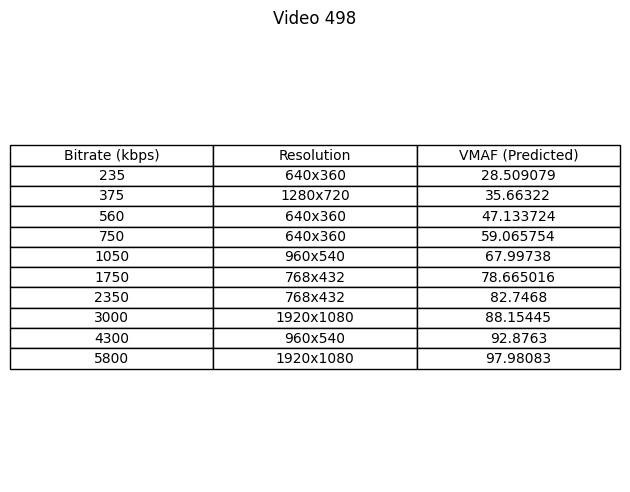 Video 498
Bitrate (kbps) Resolution VMAF (Predicted)
235 640x360 28.509079
375 1280x720 35.66322
560 640x360 47.133724
750 640x360 59.065754
1050 960x540 67.99738
1750 768x432 78.665016
2350 768x432 82.7468
3000 1920x1080 88.15445
4300 960x540 92.8763
5800 1920x1080 97.98083